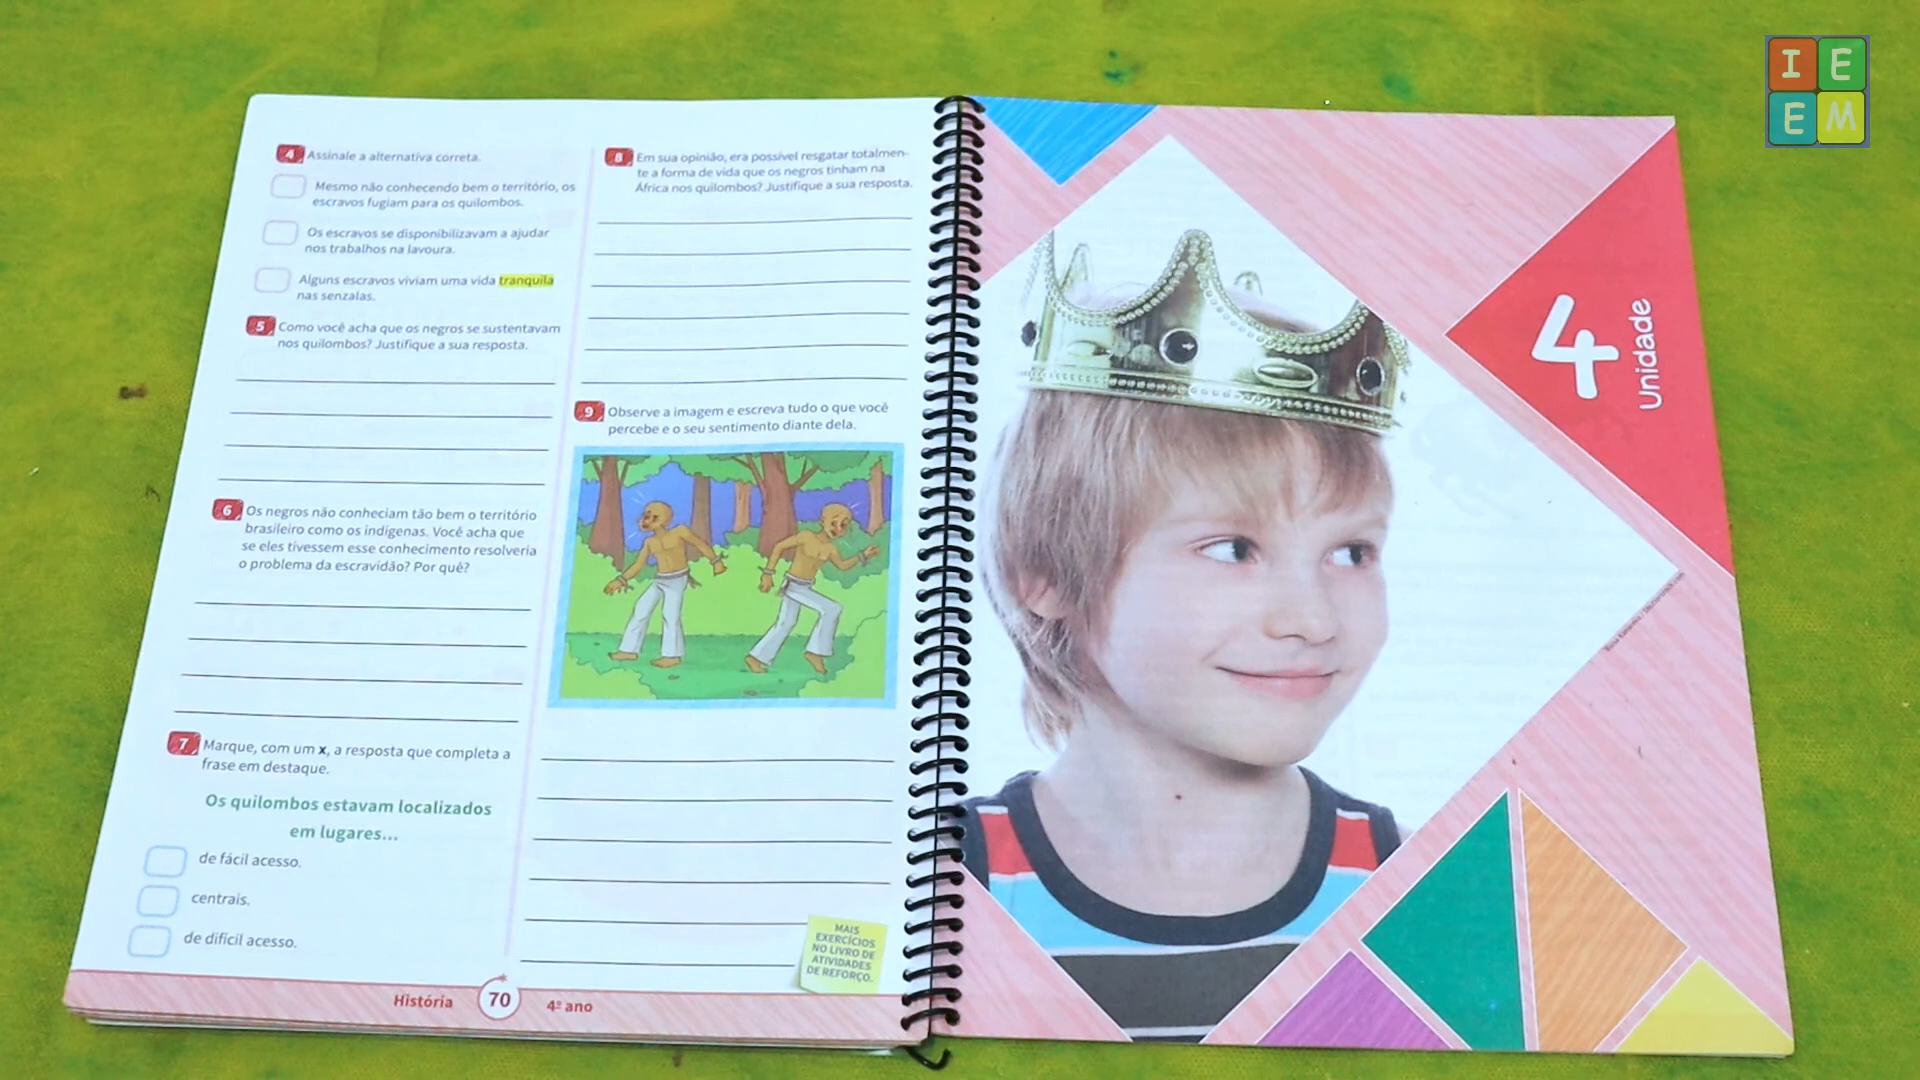 4 Assinale a alternativa correta.
Mesmo não conhecendo bem o território, os
escravos fugiam para os quilombos.
Os escravos se disponibilizavam a ajudar
nos trabalhos na lavoura.
Alguns escravos viviam uma vida tranquila
nas senzalas.
5 Como você acha que os negros se sustentavam
nos quilombos? Justifique a sua resposta.
6 Os negros não conheciam tão bem o território
brasileiro como os indígenas. Você acha que
se eles tivessem esse conhecimento resolveria
o problema da escravidão? Por quê?
7 Marque, com um x, a resposta que completa a
frase em destaque.
Os quilombos estavam localizados
em lugares...
de fácil acesso.
centrais.
de difícil acesso.
8 Em sua opinião, era possível resgatar totalmen-
te a forma de vida que os negros tinham na
África nos quilombos? Justifique a sua resposta.
9 Observe a imagem e escreva tudo o que você
percebe e o seu sentimento diante dela.
MAIS
EXERCÍCIOS
NO LIVRO DE
ATIVIDADES
DE REFORÇO.
História 70 4º ano
4
Unidade
I E
E M